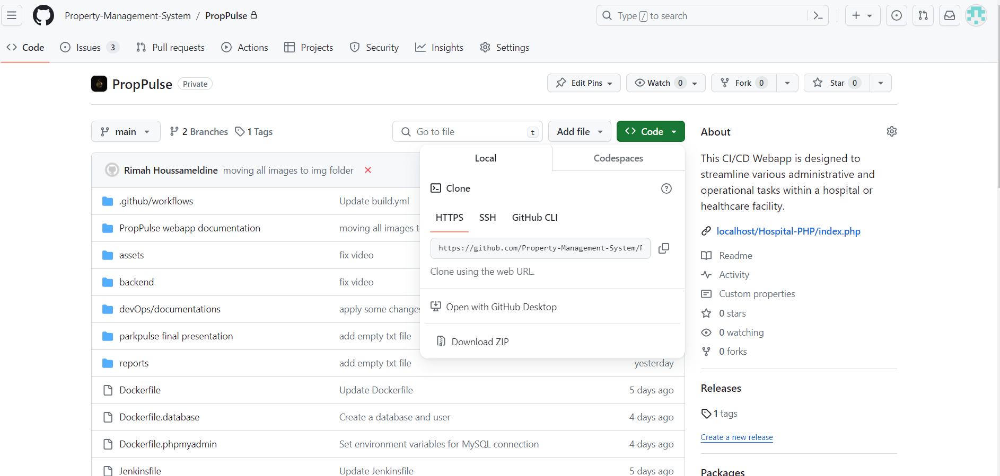 Property-Management-System / PropPulse
Type / to search
Code
Issues 3
Pull requests
Actions
Projects
Security
Insights
Settings
PropPulse Private
Edit Pins
Watch 0
Fork 0
Star 0
main
2 Branches
1 Tags
Go to file t
Add file
Code
Rimah Houssameldine moving all images to img folder
.github/workflows Update build.yml
PropPulse webapp documentation moving all images
assets fix video
backend fix video
devOps/documentations apply some changes
parkpulse final presentation add empty txt file
reports add empty txt file yesterday
Dockerfile Update Dockerfile 5 days ago
Dockerfile.database Create a database and user 4 days ago
Dockerfile.phpmyadmin Set environment variables for MySQL connection 4 days ago
Jenkinsfile Update Jenkinsfile 5 days ago
Local Codespaces
Clone
HTTPS SSH GitHub CLI
https://github.com/Property-Management-System/
Clone using the web URL.
Open with GitHub Desktop
Download ZIP
About
This CI/CD Webapp is designed to
streamline various administrative and
operational tasks within a hospital or
healthcare facility.
localhost/Hospital-PHP/index.php
Readme
Activity
Custom properties
0 stars
0 watching
0 forks
Releases
1 tags
Create a new release
Packages